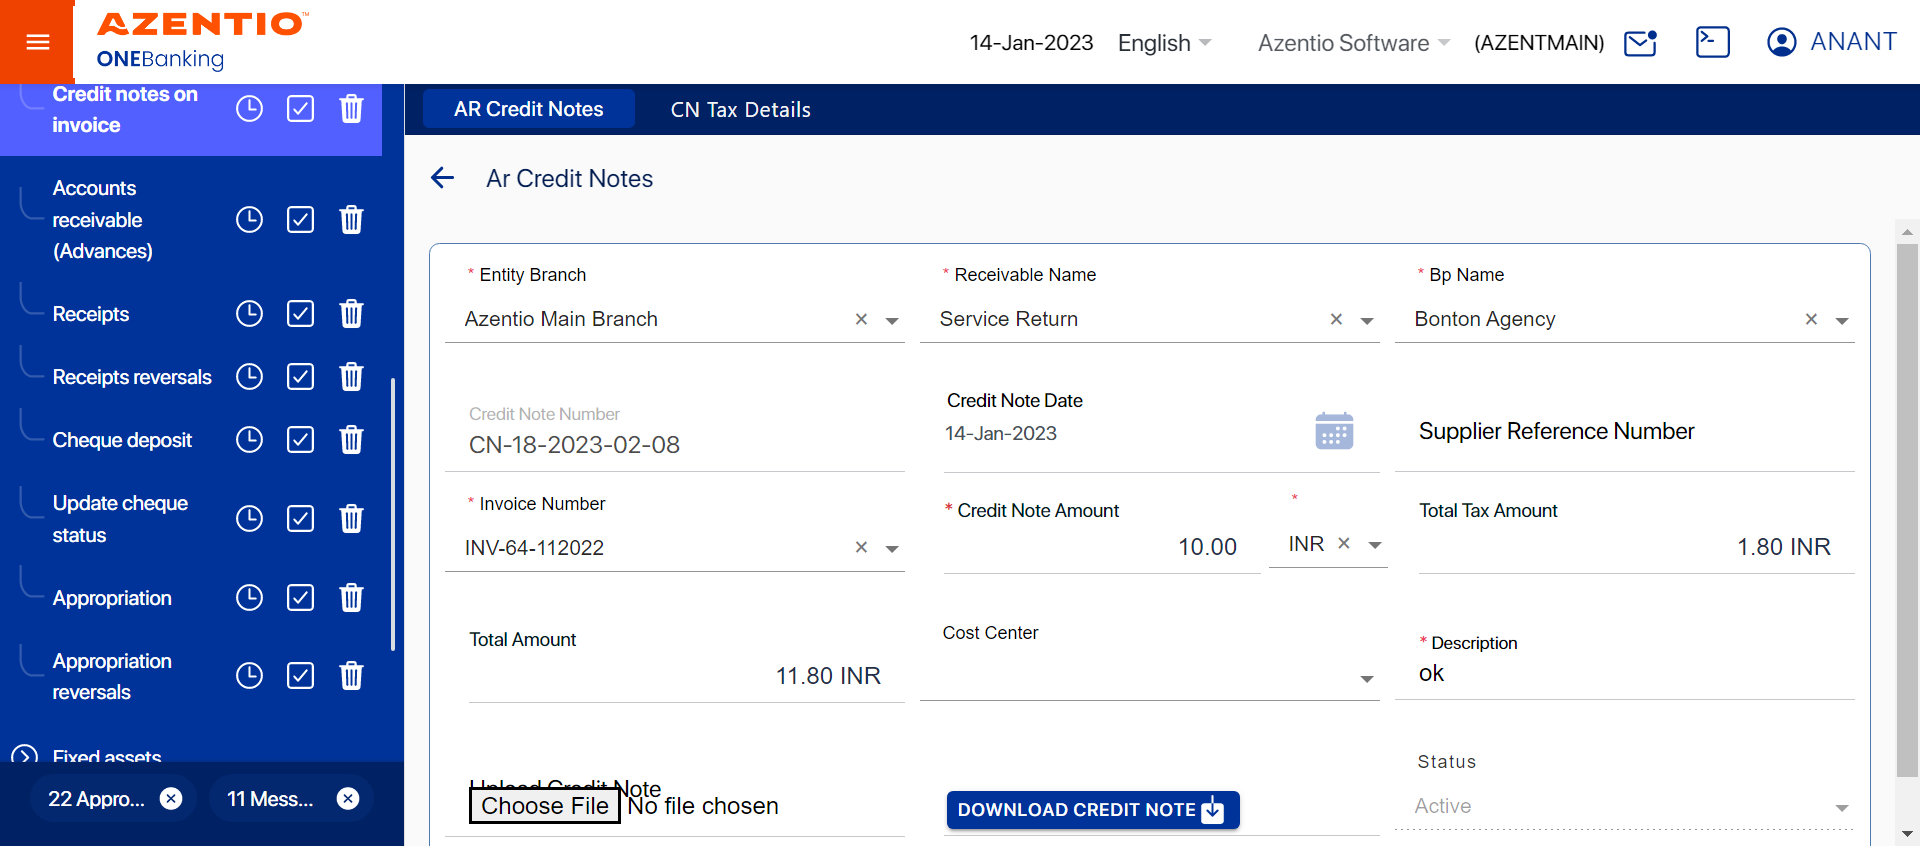 AZENTIO™
ONEBanking
14-Jan-2023
English
Azentio Software
(AZENTMAIN)
ANANT
Credit notes on
invoice
Accounts
receivable
(Advances)
Receipts
Receipts reversals
Cheque deposit
Update cheque
status
Appropriation
Appropriation
reversals
Fixed assets
22 Appro...
11 Mess...
AR Credit Notes
CN Tax Details
Ar Credit Notes
* Entity Branch
Azentio Main Branch
* Receivable Name
Service Return
* Bp Name
Bonton Agency
Credit Note Number
CN-18-2023-02-08
Credit Note Date
14-Jan-2023
Supplier Reference Number
* Invoice Number
INV-64-112022
* Credit Note Amount
10.00
*
INR
Total Tax Amount
1.80 INR
Total Amount
11.80 INR
Cost Center
* Description
ok
Upload Credit Note
Choose File No file chosen
DOWNLOAD CREDIT NOTE
Status
Active